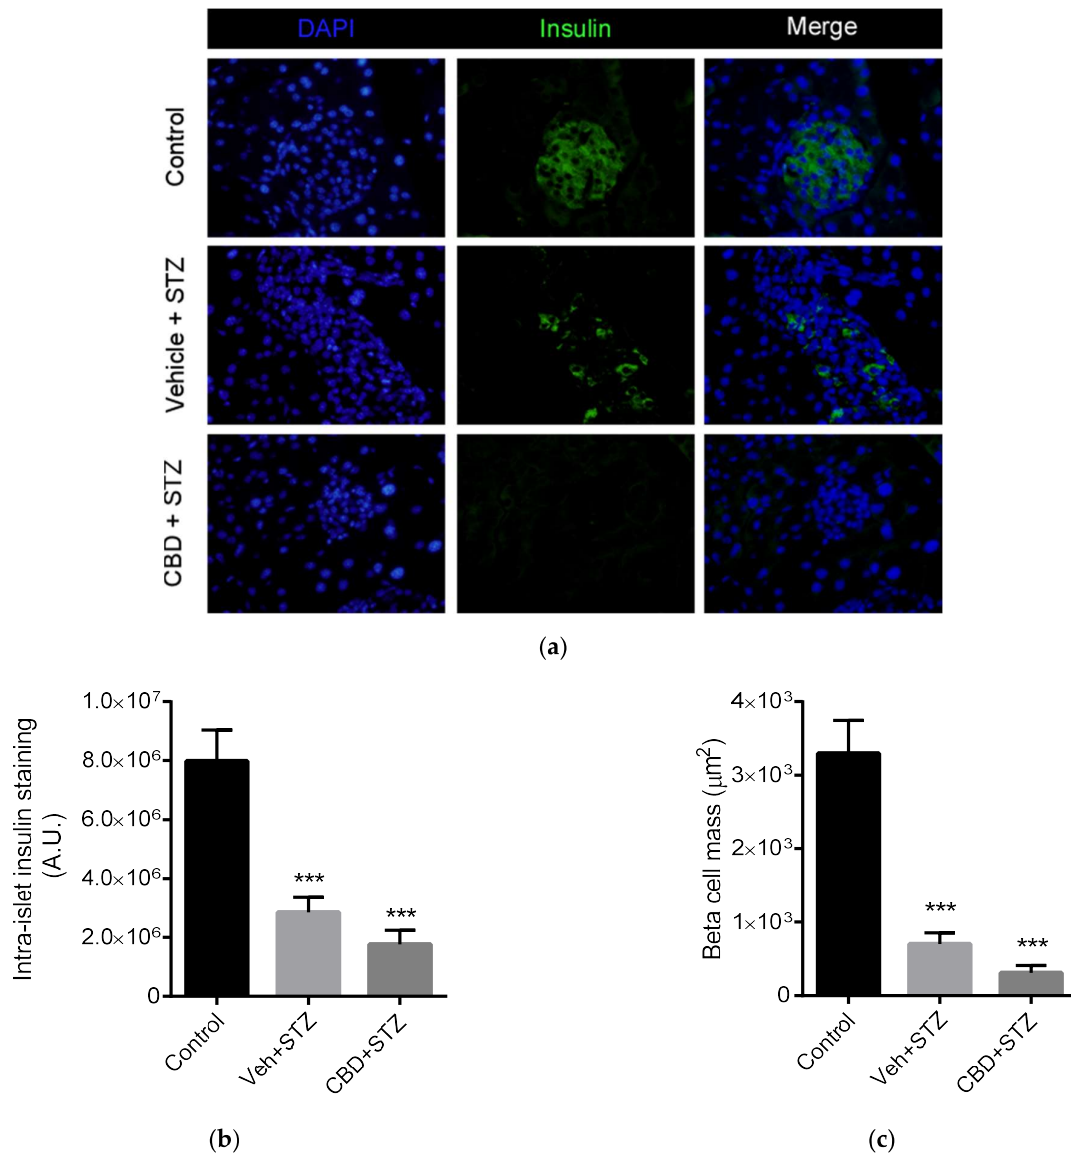 DAPI Insulin Merge
Control
Vehicle + STZ
CBD + STZ
(a)
Intra-islet insulin staining
(A.U.)
1.0×10⁷
8.0×10⁶
6.0×10⁶
4.0×10⁶
2.0×10⁶
0
***
***
Control
Veh+STZ
CBD+STZ
(b)
Beta cell mass (μm²)
4×10³
3×10³
2×10³
1×10³
0
***
***
Control
Veh+STZ
CBD+STZ
(c)